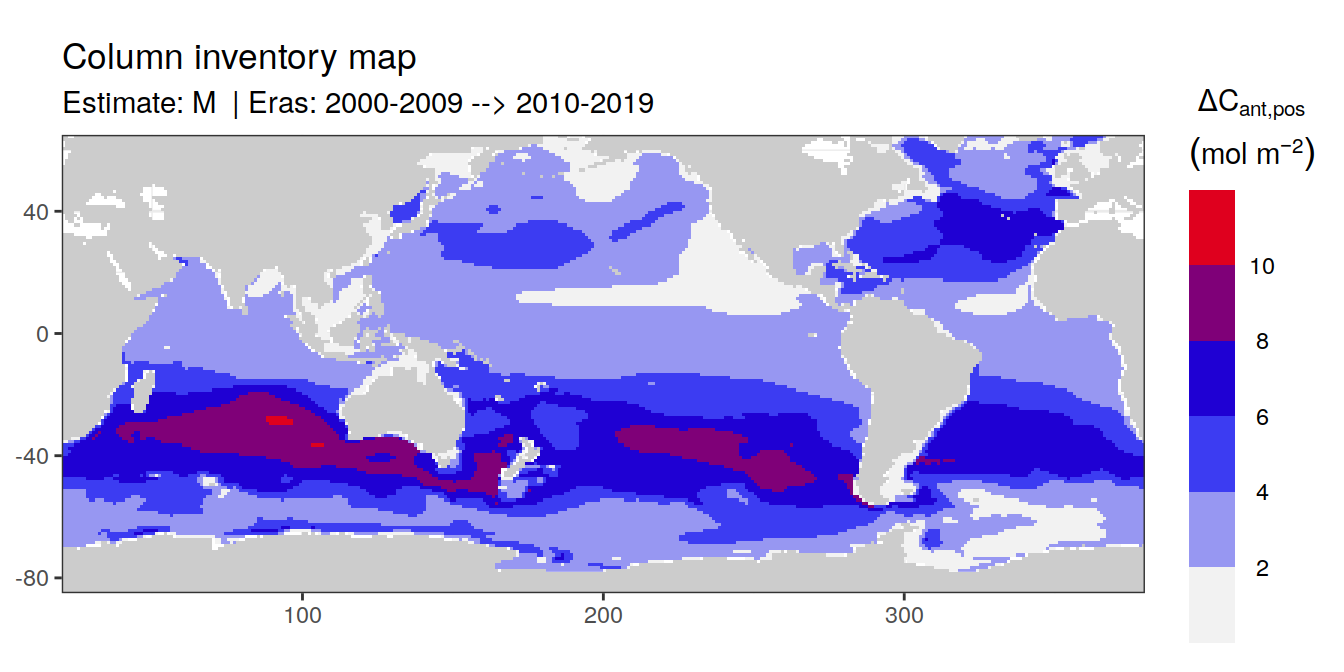 Column inventory map
Estimate: M | Eras: 2000-2009 --> 2010-2019
ΔCant,pos
(mol m−2)
10
8
6
4
2
40
0
-40
-80
100 200 300